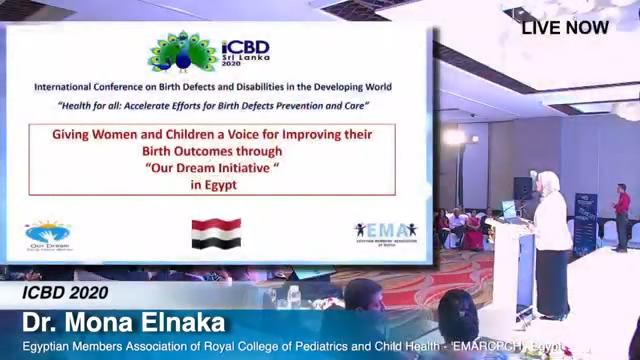 LIVE NOW
iCBD
Sri Lanka
2020
International Conference on Birth Defects and Disabilities in the Developing World
“Health for all: Accelerate Efforts for Birth Defects Prevention and Care”
Giving Women and Children a Voice for Improving their
Birth Outcomes through
“Our Dream Initiative “
in Egypt
Our Dream
EMA
EGYPTIAN MEMBERS' ASSOCIATION
ICBD 2020
Dr. Mona Elnaka
Egyptian Members Association of Royal College of Pediatrics and Child Health - 'EMARCPCH', Egypt